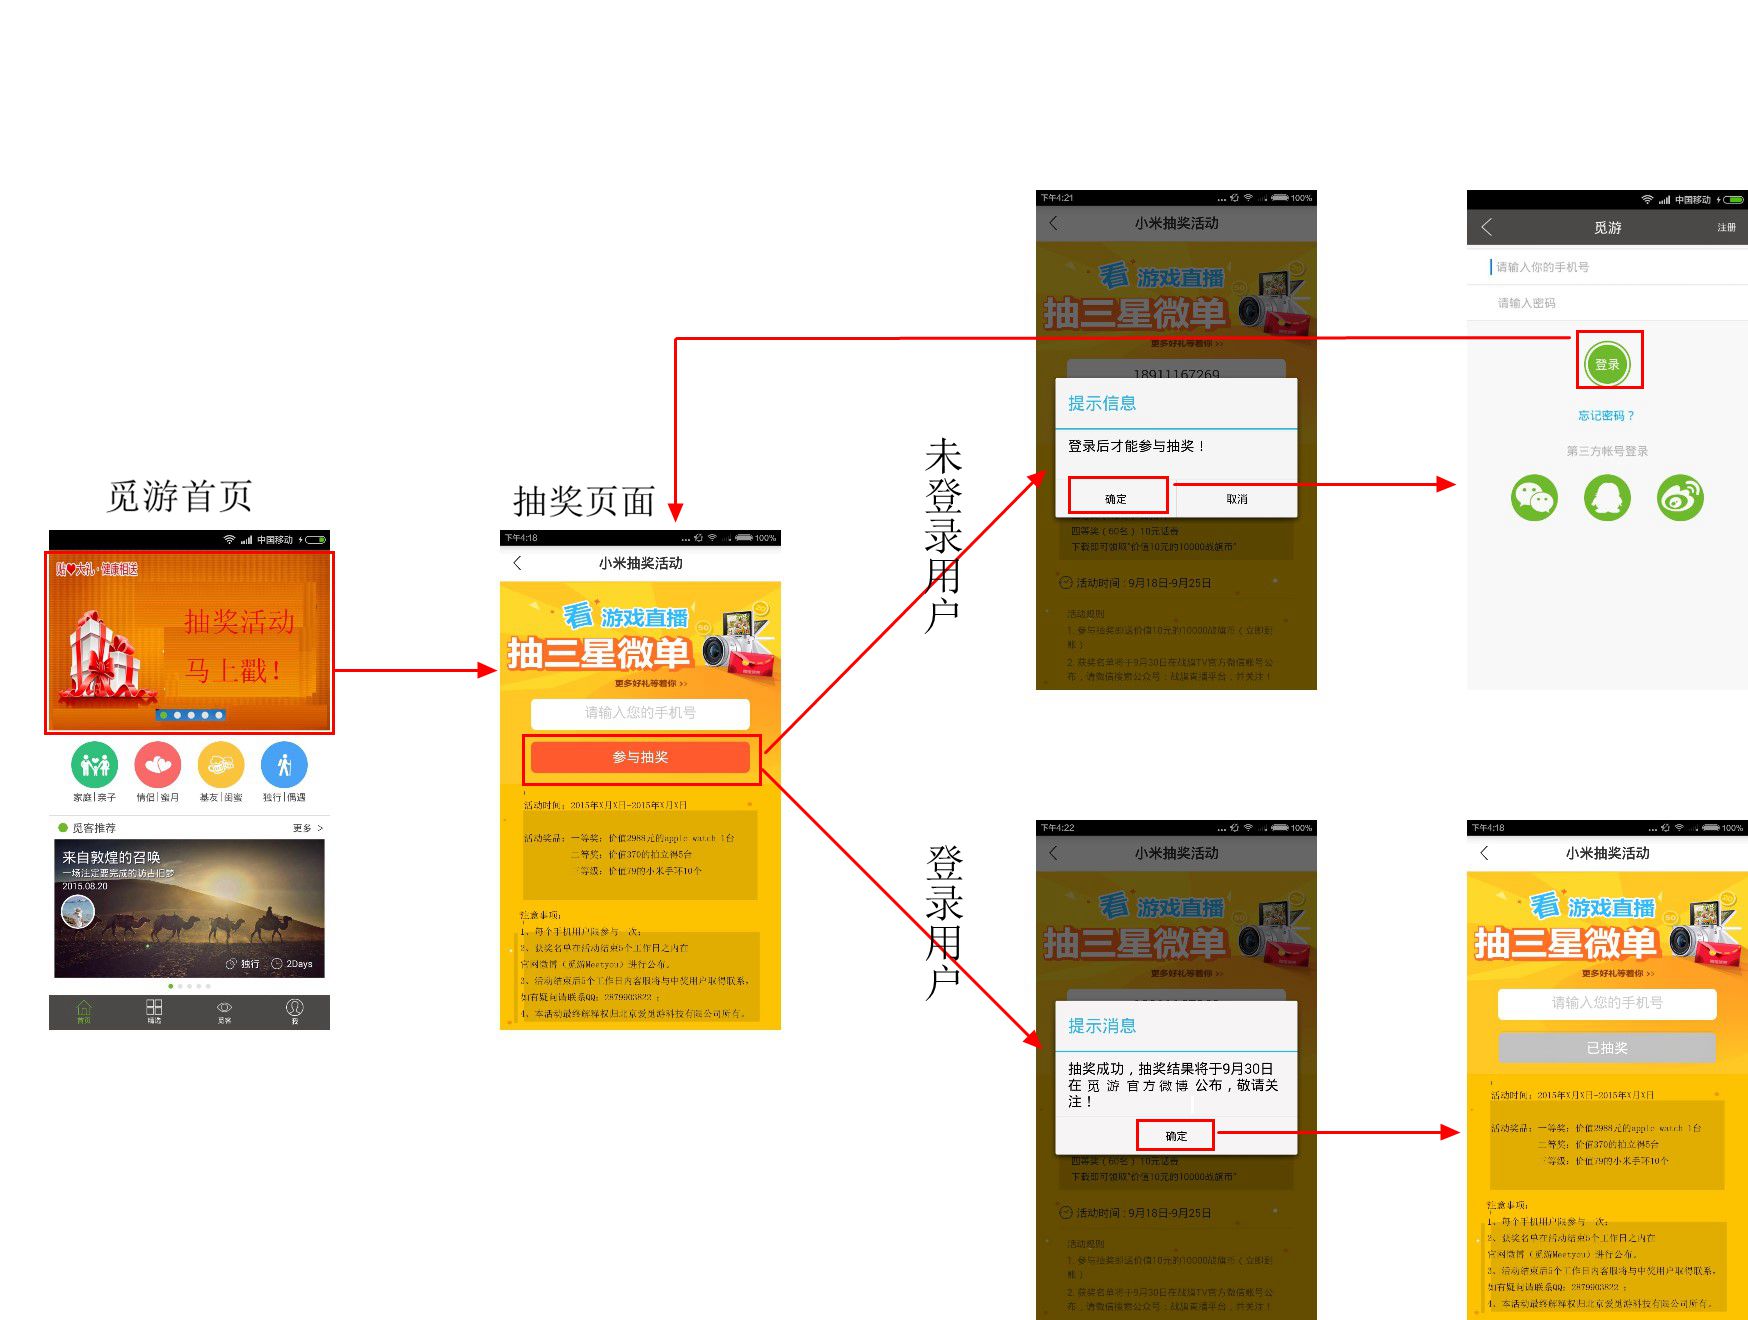 觅游首页
中国移动
贴♥大礼·健康相送
抽奖活动
马上戳!
家庭|亲子
情侣|蜜月
基友|闺蜜
独行|偶遇
觅客推荐
更多 >
来自敦煌的召唤
一场注定要完成的访古旧梦
2015.08.20
独行
2Days
首页
精选
觅客
我
抽奖页面
下午4:18
100%
小米抽奖活动
看 游戏直播
抽三星微单
更多好礼等着你 >>
请输入您的手机号
参与抽奖
活动时间：2015年X月X日-2015年X月X日
活动奖品：一等奖：价值2988元的apple watch 1台
二等奖：价值370的拍立得5台
三等级：价值79的小米手环10个
注意事项：
1、每个手机用户限参与一次；
2、获奖名单在活动结束5个工作日之内在
官网微博（觅游Meetyou）进行公布。
3、活动结束后5个工作日内客服将与中奖用户取得联系，
如有疑问请联系QQ：2879903822；
4、本活动最终解释权归北京爱觅游科技有限公司所有。
未登录用户
下午4:21
100%
小米抽奖活动
看 游戏直播
抽三星微单
更多好礼等着你 >>
18911167269
提示信息
登录后才能参与抽奖！
确定
取消
四等奖（60名）10元话费
下载即可领取“价值10元的10000战旗币”
活动时间：9月18日-9月25日
活动规则
1. 参与抽奖即送价值10元的10000战旗币（立即到
账）
2. 获奖名单将于9月30日在战旗TV官方微信账号公
布，请微信搜索公众号：战旗直播平台，并关注！
中国移动
觅游
注册
请输入你的手机号
请输入密码
登录
忘记密码？
第三方帐号登录
登录用户
下午4:22
100%
小米抽奖活动
看 游戏直播
抽三星微单
更多好礼等着你 >>
提示消息
抽奖成功，抽奖结果将于9月30日
在 觅 游 官方微博 公布，敬请关
注！
确定
四等奖（60名）10元话费
下载即可领取“价值10元的10000战旗币”
活动时间：9月18日-9月25日
活动规则
1. 参与抽奖即送价值10元的10000战旗币（立即到
账）
2. 获奖名单将于9月30日在战旗TV官方微信账号公
布，请微信搜索公众号：战旗直播平台，并关注！
下午4:18
100%
小米抽奖活动
看 游戏直播
抽三星微单
更多好礼等着你 >>
请输入您的手机号
已抽奖
活动时间：2015年X月X日-2015年X月X日
活动奖品：一等奖：价值2988元的apple watch 1台
二等奖：价值370的拍立得5台
三等级：价值79的小米手环10个
注意事项：
1、每个手机用户限参与一次；
2、获奖名单在活动结束5个工作日之内在
官网微博（觅游Meetyou）进行公布。
3、活动结束后5个工作日内客服将与中奖用户取得联系，
如有疑问请联系QQ：2879903822；
4、本活动最终解释权归北京爱觅游科技有限公司所有。